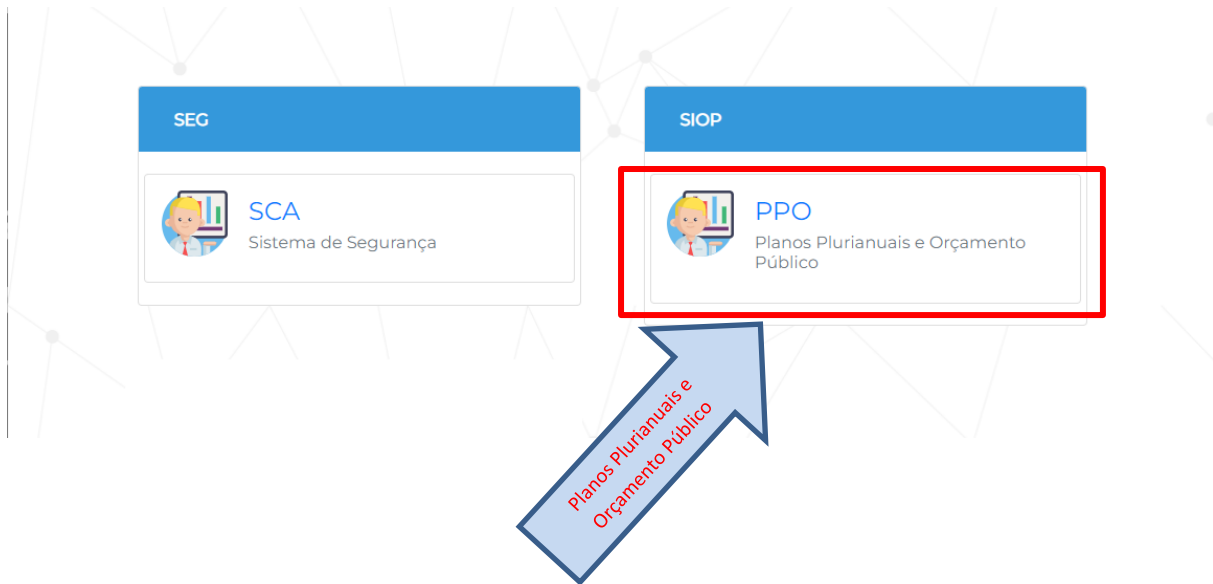 SEG
SCA
Sistema de Segurança
SIOP
PPO
Planos Plurianuais e Orçamento
Público
Planos Plurianuais e
Orçamento Público